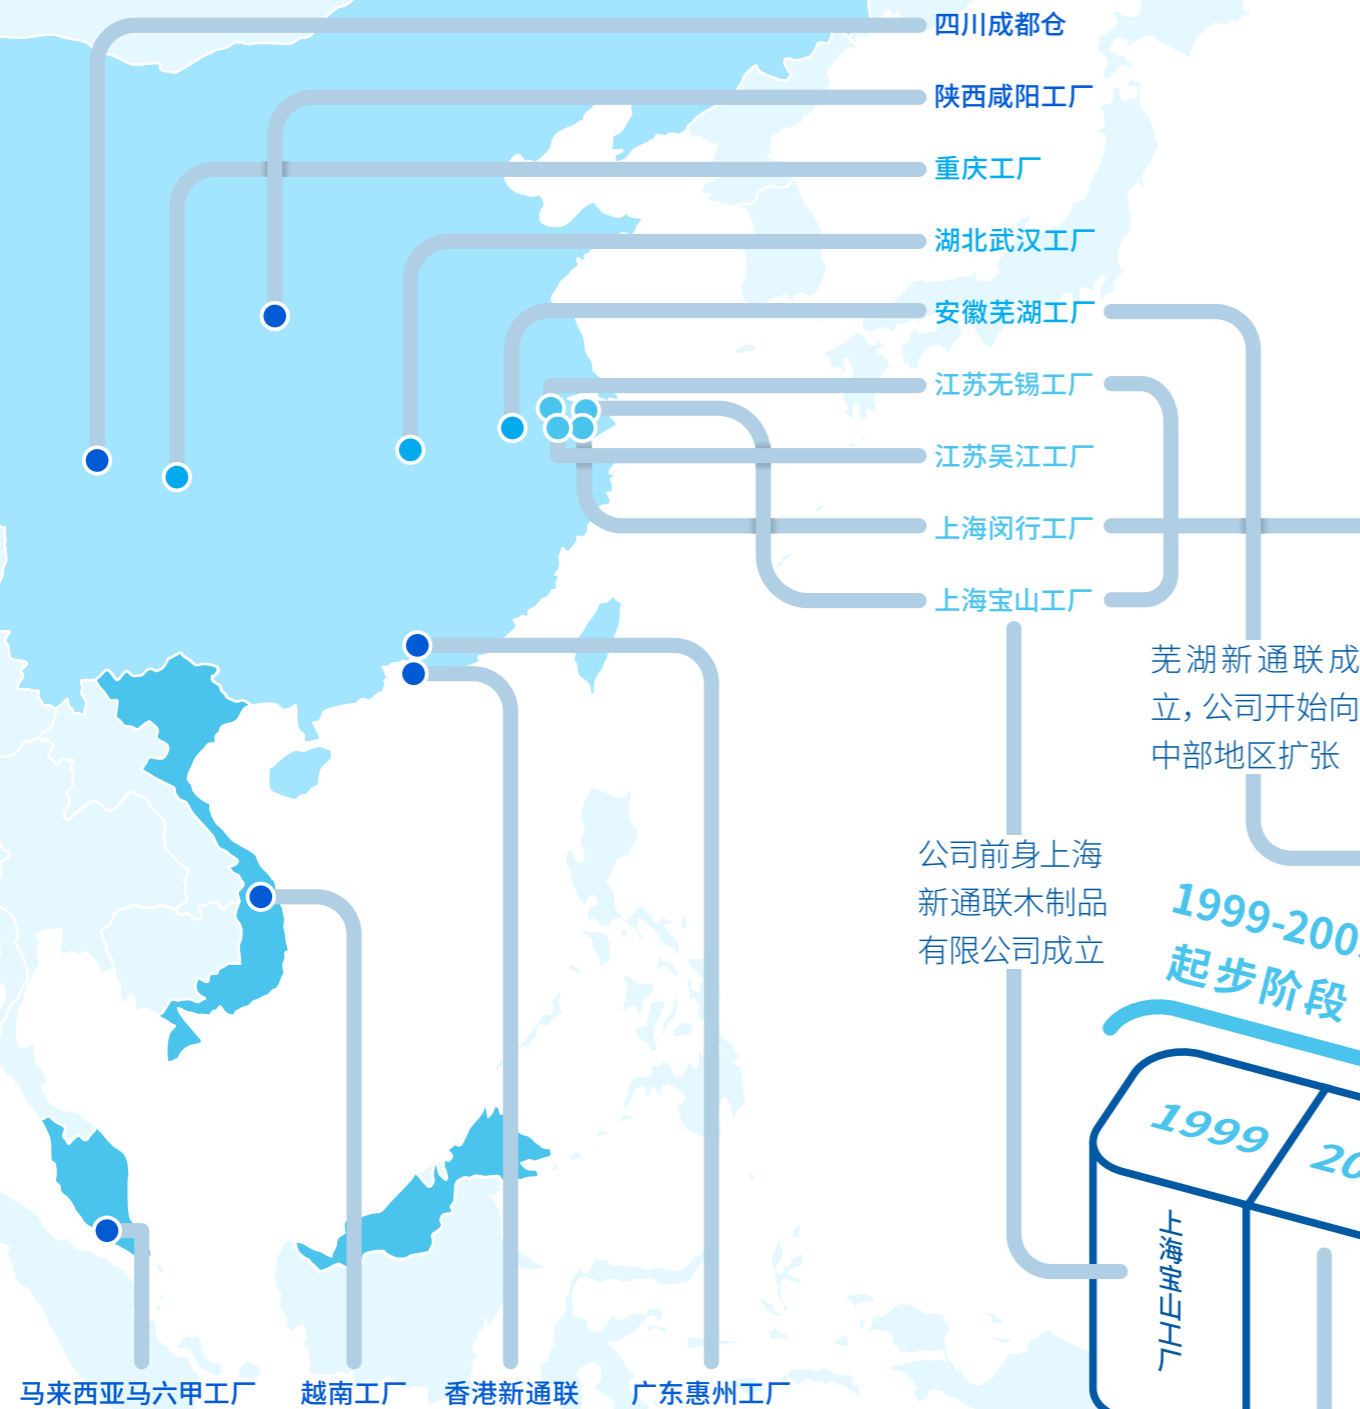 四川成都仓
陕西咸阳工厂
重庆工厂
湖北武汉工厂
安徽芜湖工厂
江苏无锡工厂
江苏吴江工厂
上海闵行工厂
上海宝山工厂
芜湖新通联成
立，公司开始向
中部地区扩张
公司前身上海
新通联木制品
有限公司成立
1999-200
起步阶段
1999
20
上海宝山工厂
马来西亚马六甲工厂
越南工厂
香港新通联
广东惠州工厂